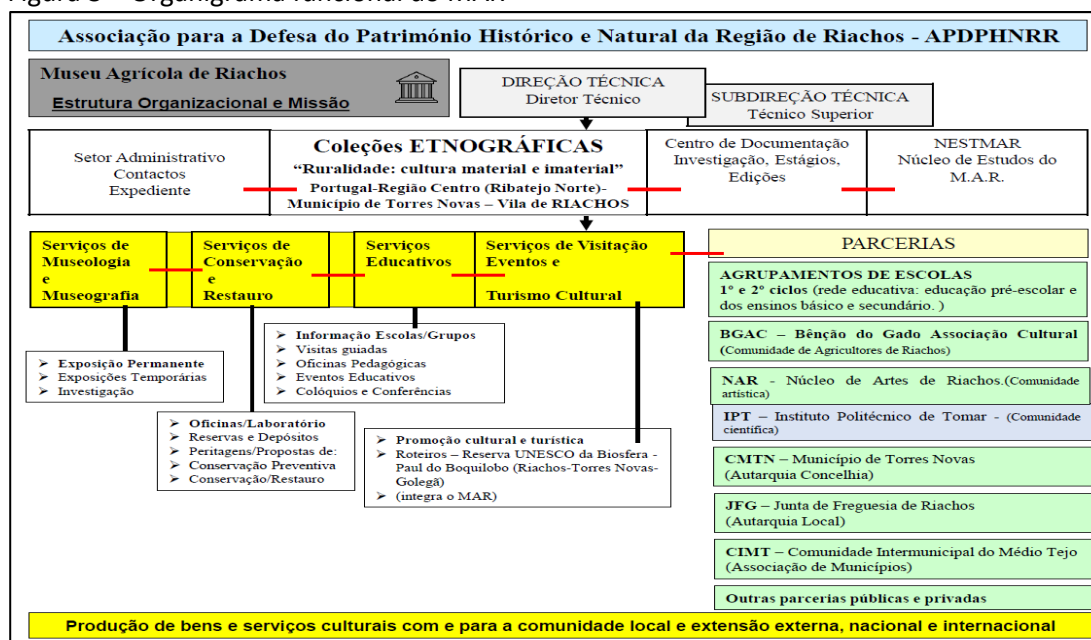 Figura 3 – Organigrama funcional do MAR
Associação para a Defesa do Património Histórico e Natural da Região de Riachos - APDPHNRR
Museu Agrícola de Riachos
Estrutura Organizacional e Missão
DIREÇÃO TÉCNICA
Diretor Técnico
SUBDIREÇÃO TÉCNICA
Técnico Superior
Setor Administrativo
Contactos
Expediente
Coleções ETNOGRÁFICAS
“Ruralidade: cultura material e imaterial”
Portugal-Região Centro (Ribatejo Norte)-
Município de Torres Novas – Vila de RIACHOS
Centro de Documentação
Investigação, Estágios,
Edições
NESTMAR
Núcleo de Estudos do
M.A.R.
Serviços de
Museologia
e
Museografia
Serviços de
Conservação
e
Restauro
Serviços
Educativos
Serviços de Visitação
Eventos e
Turismo Cultural
➢ Exposição Permanente
➢ Exposições Temporárias
➢ Investigação
➢ Oficinas/Laboratório
➢ Reservas e Depósitos
➢ Peritagens/Propostas de:
➢ Conservação Preventiva
➢ Conservação/Restauro
➢ Informação Escolas/Grupos
➢ Visitas guiadas
➢ Oficinas Pedagógicas
➢ Eventos Educativos
➢ Colóquios e Conferências
➢ Promoção cultural e turística
➢ Roteiros – Reserva UNESCO da Biosfera -
Paul do Boquilobo (Riachos-Torres Novas-
Golegã)
➢ (integra o MAR)
PARCERIAS
AGRUPAMENTOS DE ESCOLAS
1º e 2º ciclos (rede educativa: educação pré-escolar e
dos ensinos básico e secundário. )
BGAC – Bênção do Gado Associação Cultural
(Comunidade de Agricultores de Riachos)
NAR - Núcleo de Artes de Riachos.(Comunidade
artística)
IPT – Instituto Politécnico de Tomar - (Comunidade
científica)
CMTN – Município de Torres Novas
(Autarquia Concelhia)
JFG – Junta de Freguesia de Riachos
(Autarquia Local)
CIMT – Comunidade Intermunicipal do Médio Tejo
(Associação de Municípios)
Outras parcerias públicas e privadas
Produção de bens e serviços culturais com e para a comunidade local e extensão externa, nacional e internacional